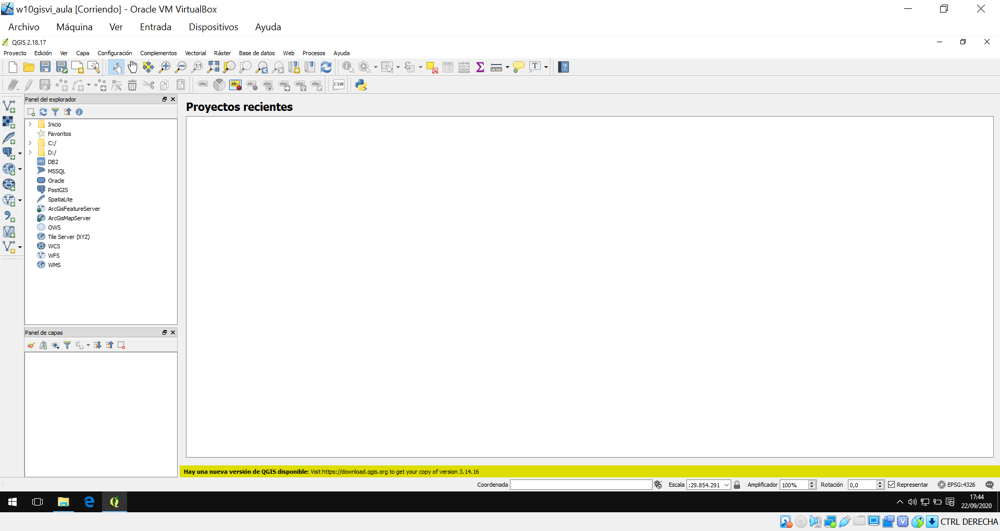 w10gisvi_aula [Corriendo] - Oracle VM VirtualBox
Archivo Máquina Ver Entrada Dispositivos Ayuda
QGIS 2.18.17
Proyecto Edición Ver Capa Configuración Complementos Vectorial Ráster Base de datos Web Procesos Ayuda
1:1 T ?
abc ab ab abc abc abc abc CSW
Panel del explorador
Proyectos recientes
Inicio
Favoritos
C:/
D:/
DB2 DB2
MSSQL
Oracle
PostGIS
SpatiaLite
ArcGisFeatureServer
ArcGisMapServer
OWS
Tile Server (XYZ)
WCS
WFS
WMS
Panel de capas
Hay una nueva versión de QGIS disponible: Visit https://download.qgis.org to get your copy of version 3.14.16
Coordenada Escala :29.854.291 Amplificador 100% Rotación 0,0 Representar EPSG:4326
17:44
22/09/2020
CTRL DERECHA